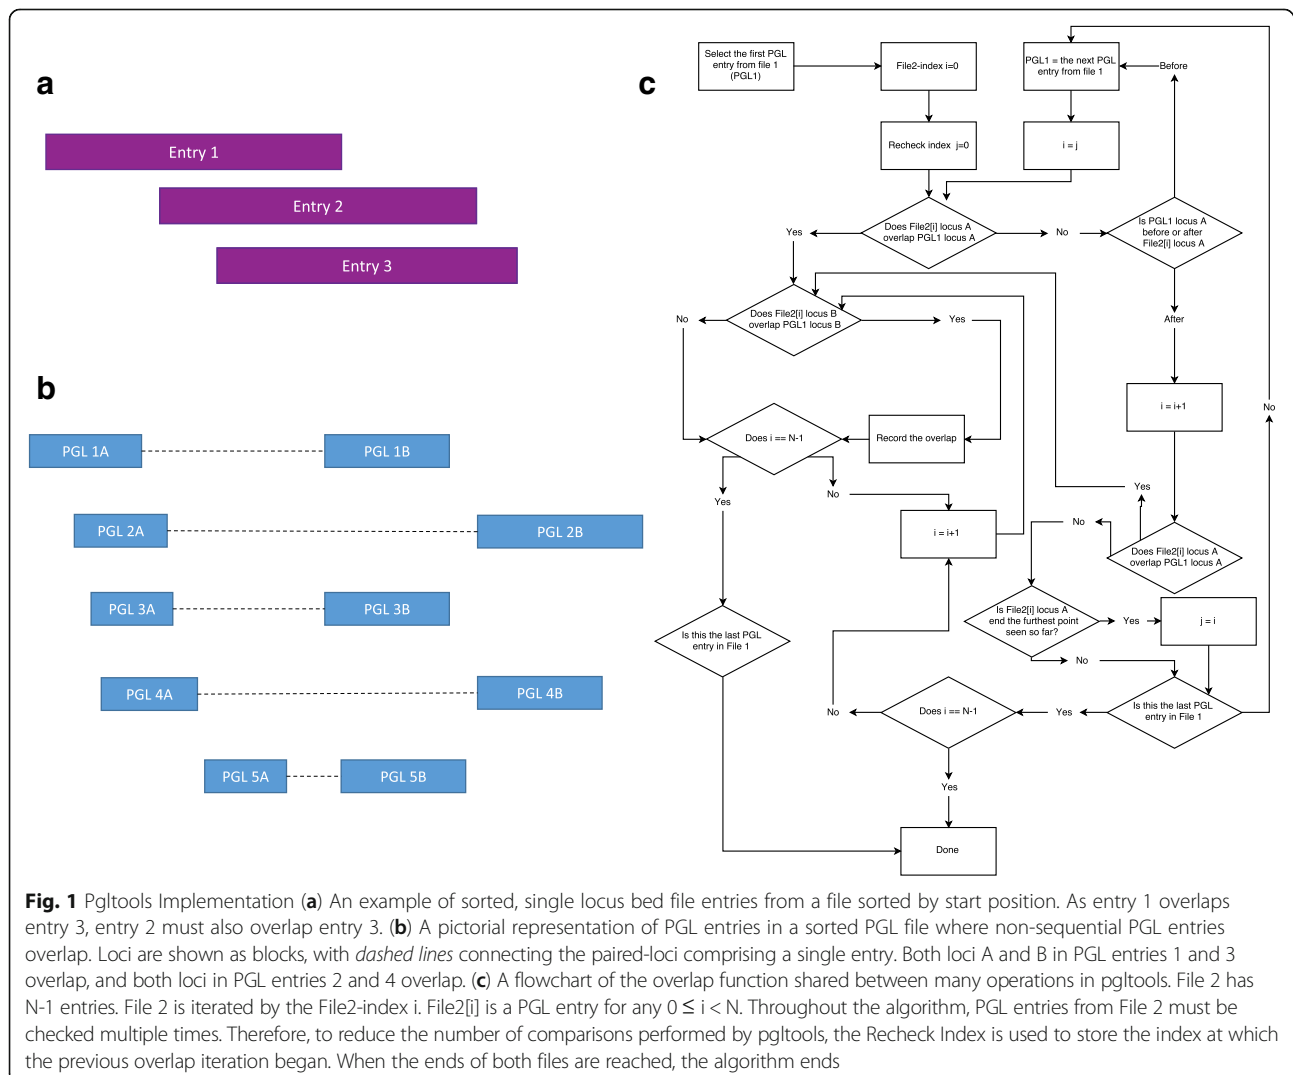 a
Entry 1
Entry 2
Entry 3
b
PGL 1A
PGL 1B
PGL 2A
PGL 2B
PGL 3A
PGL 3B
PGL 4A
PGL 4B
PGL 5A
PGL 5B
c
Select the first PGL
entry from file 1
(PGL1)
File2-index i=0
PGL1 = the next PGL
entry from file 1
Before
Recheck index j=0
i = j
Does File2[i] locus A
overlap PGL1 locus A
Yes
No
Is PGL1 locus A
before or after
File2[i] locus A
Does File2[i] locus B
overlap PGL1 locus B
No
Yes
After
i = i+1
No
Does i == N-1
Record the overlap
Yes
No
i = i+1
Yes
No
Does File2[i] locus A
overlap PGL1 locus A
Is File2[i] locus A
end the furthest point
seen so far?
Yes
j = i
No
Is this the last PGL
entry in File 1
Is this the last PGL
entry in File 1
Yes
Does i == N-1
No
Yes
Done
Fig. 1 Pgltools Implementation (a) An example of sorted, single locus bed file entries from a file sorted by start position. As entry 1 overlaps
entry 3, entry 2 must also overlap entry 3. (b) A pictorial representation of PGL entries in a sorted PGL file where non-sequential PGL entries
overlap. Loci are shown as blocks, with dashed lines connecting the paired-loci comprising a single entry. Both loci A and B in PGL entries 1 and 3
overlap, and both loci in PGL entries 2 and 4 overlap. (c) A flowchart of the overlap function shared between many operations in pgltools. File 2 has
N-1 entries. File 2 is iterated by the File2-index i. File2[i] is a PGL entry for any 0 ≤ i < N. Throughout the algorithm, PGL entries from File 2 must be
checked multiple times. Therefore, to reduce the number of comparisons performed by pgltools, the Recheck Index is used to store the index at which
the previous overlap iteration began. When the ends of both files are reached, the algorithm ends